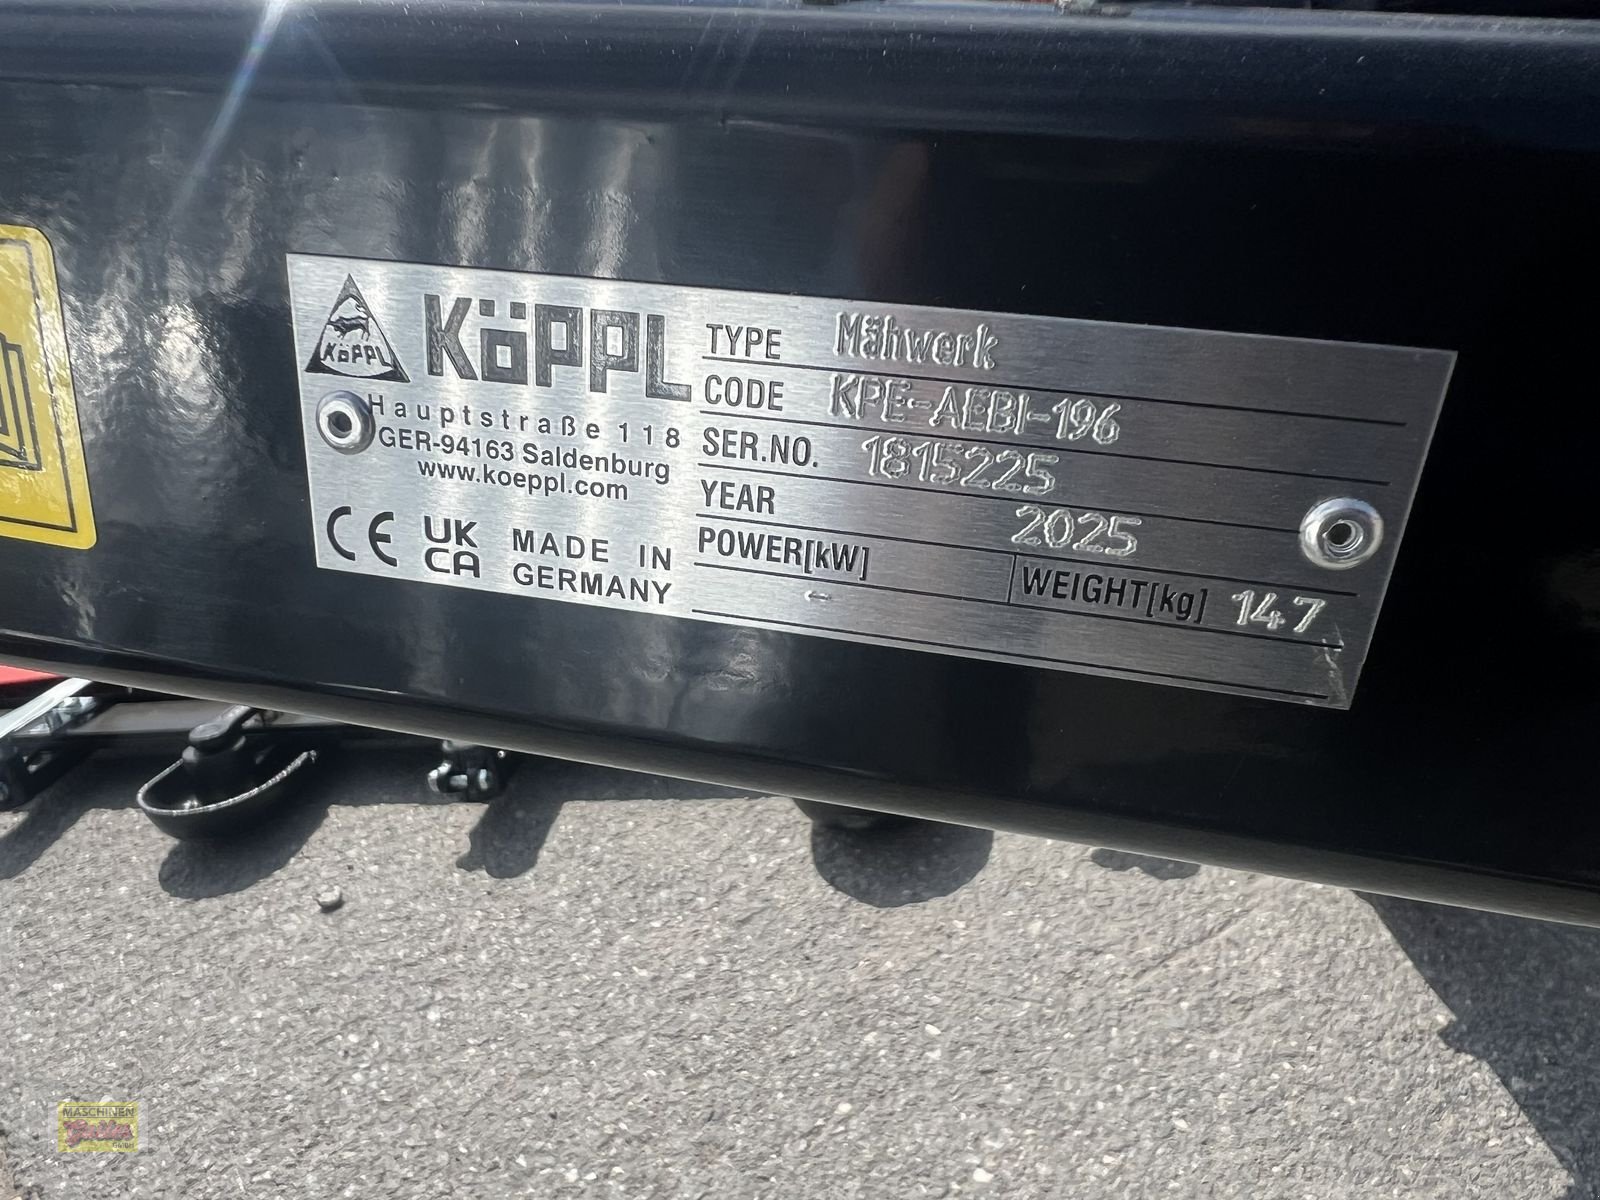 KÖPPL
KÖPPL
Hauptstraße 118
GER-94163 Saldenburg
www.koeppl.com
CE
UK
CA
MADE IN
GERMANY
TYPE Mähwerk
CODE KPE-AEBI-196
SER.NO. 1815225
YEAR 2025
POWER[kW] -
WEIGHT[kg] 147
MASCHINEN
GMBH